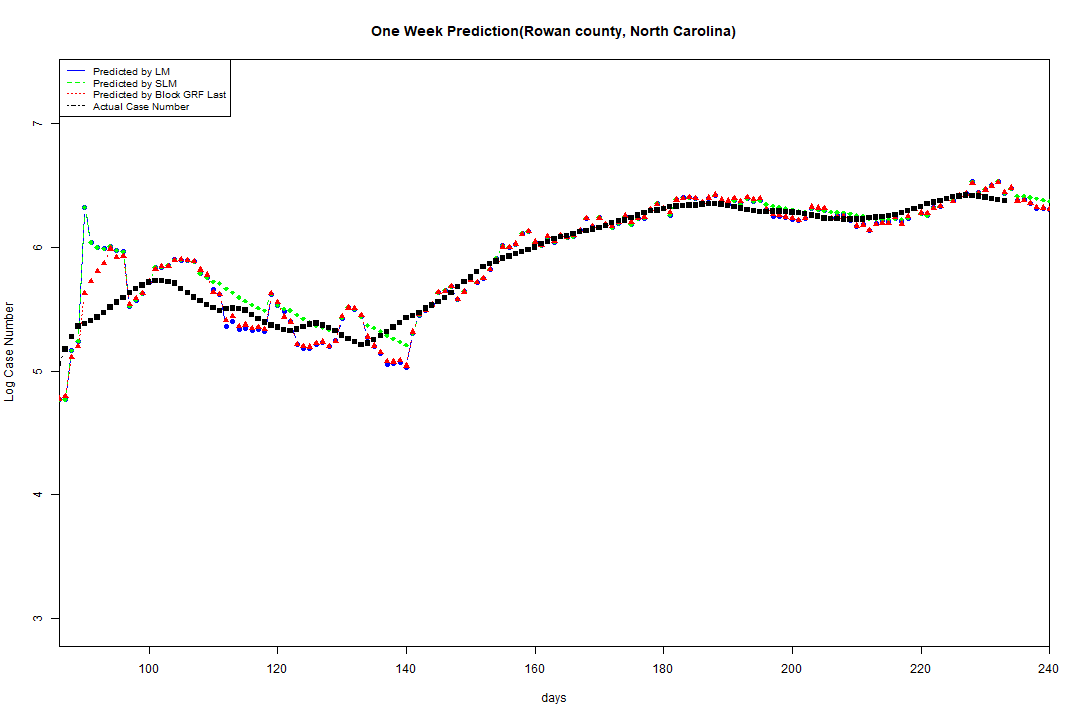 One Week Prediction(Rowan county, North Carolina)
Predicted by LM
Predicted by SLM
Predicted by Block GRF Last
Actual Case Number
7
6
5
4
3
Log Case Number
100 120 140 160 180 200 220 240
days